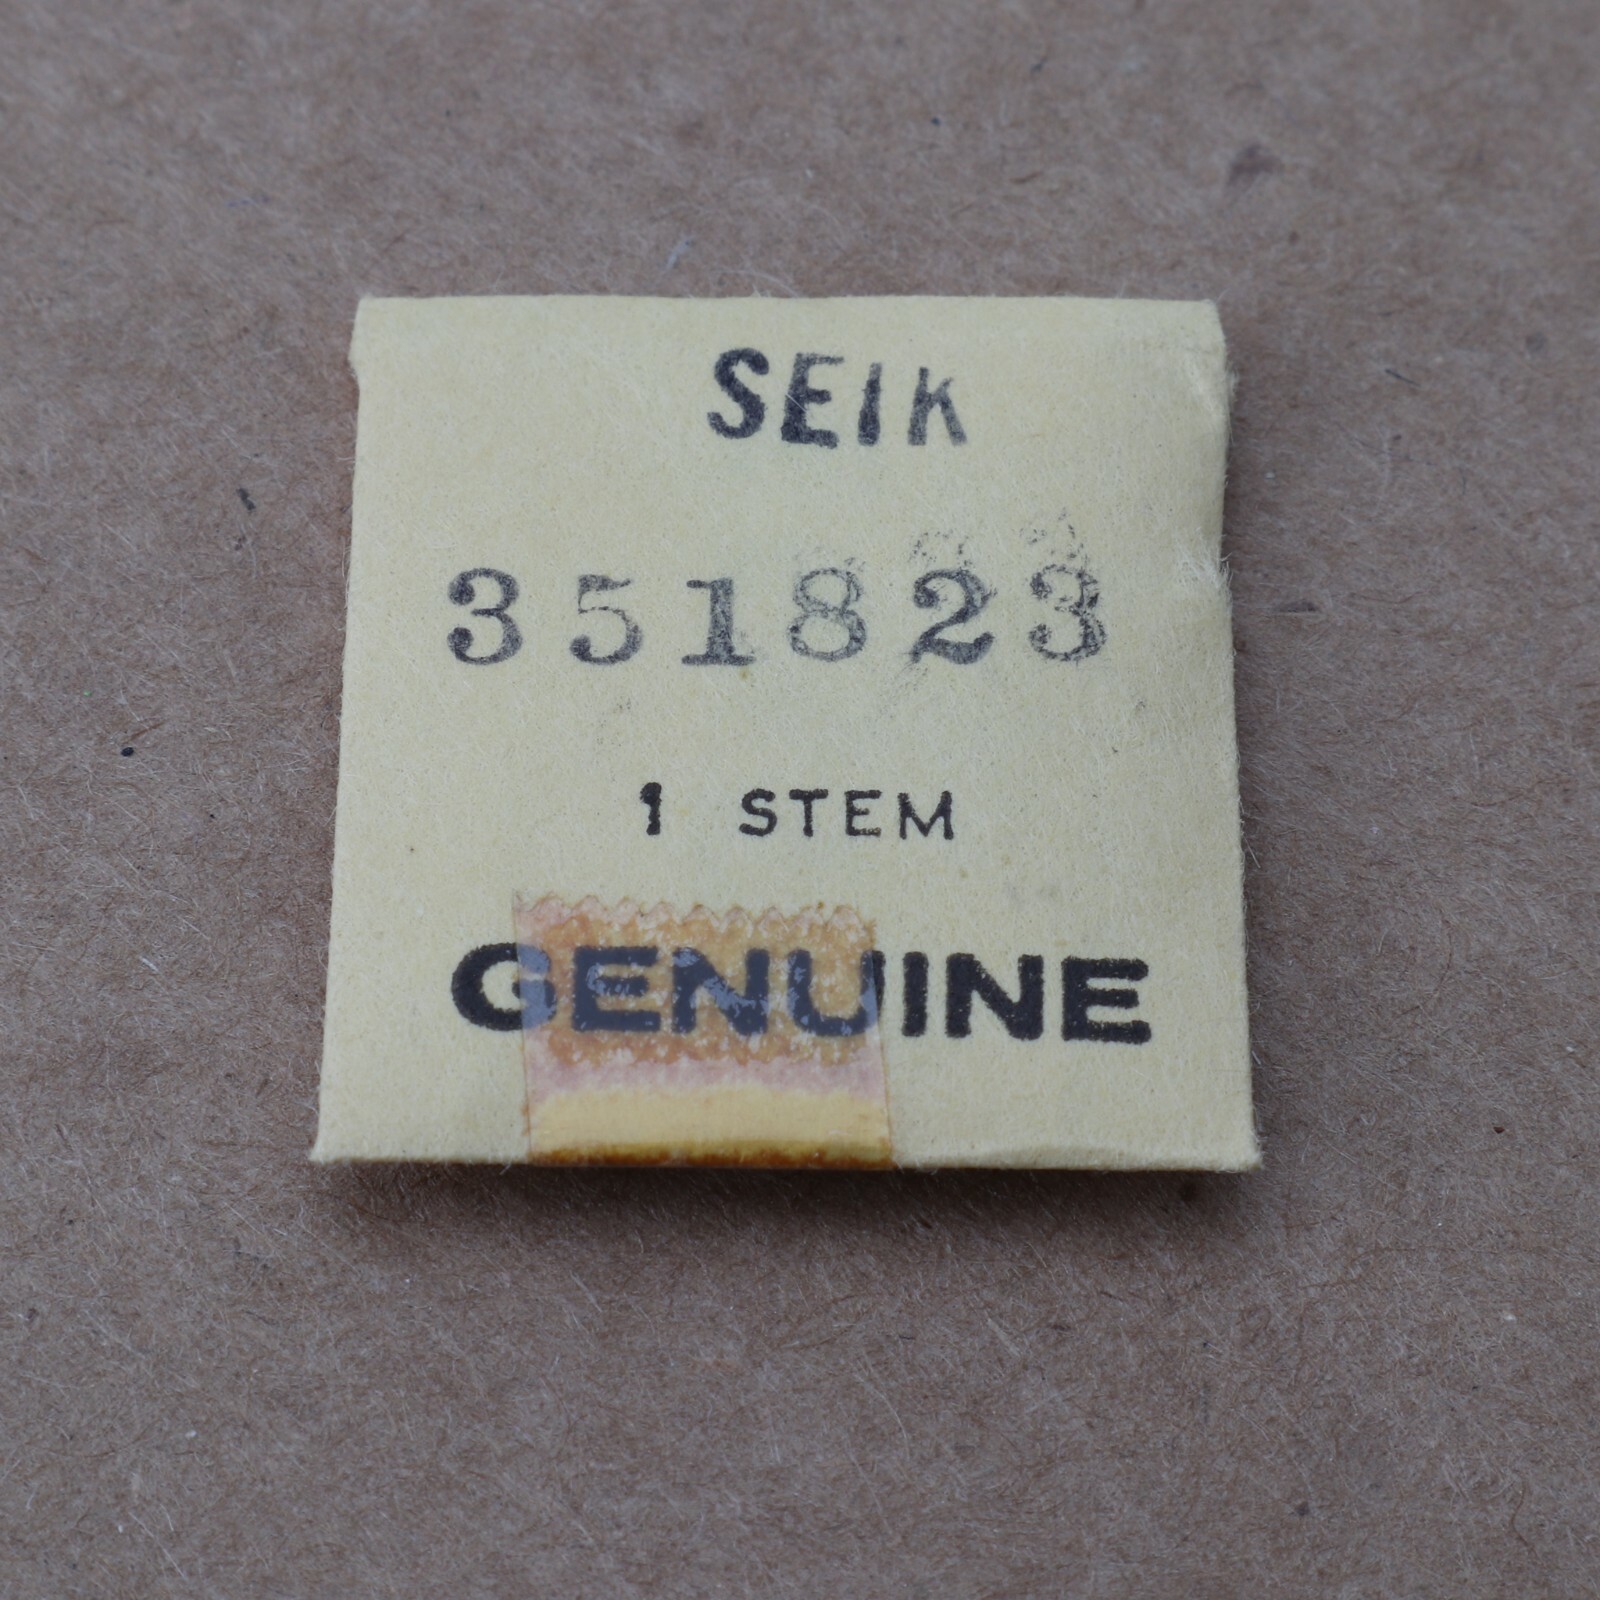 SEIK
351823
1 STEM
GENUINE